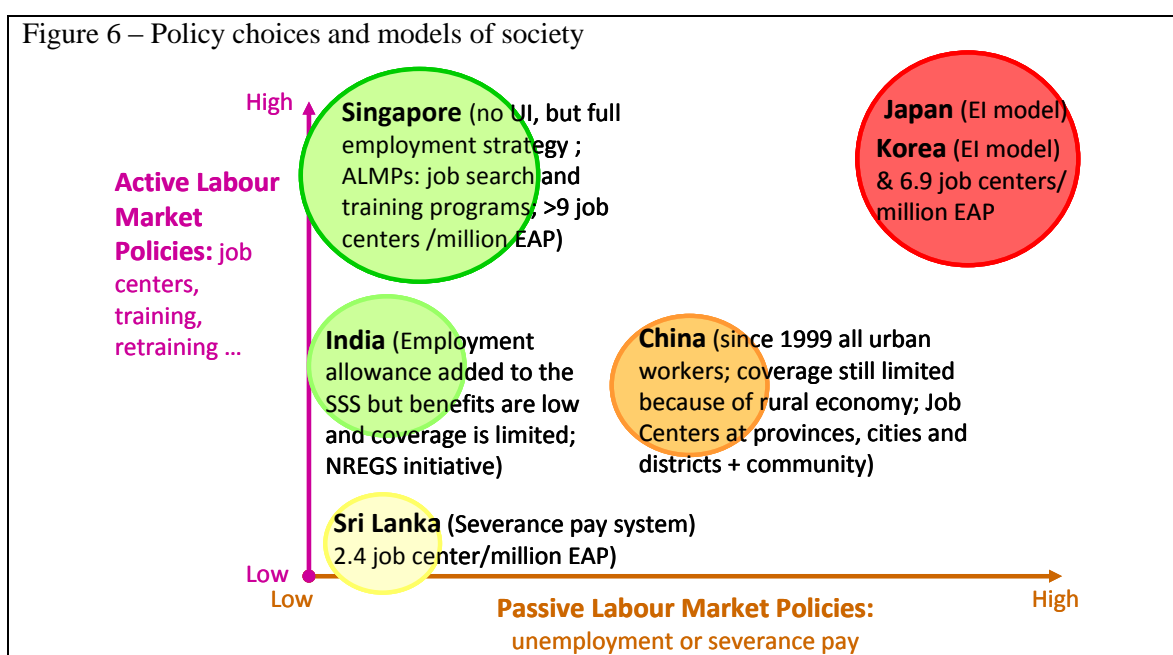 Figure 6 – Policy choices and models of society
High
Active Labour
Market
Policies: job
centers,
training,
retraining …
Singapore (no UI, but full
employment strategy ;
ALMPs: job search and
training programs; >9 job
centers /million EAP)
Japan (EI model)
Korea (EI model)
& 6.9 job centers/
million EAP
India (Employment
allowance added to the
SSS but benefits are low
and coverage is limited;
NREGS initiative)
China (since 1999 all urban
workers; coverage still limited
because of rural economy; Job
Centers at provinces, cities and
districts + community)
Sri Lanka (Severance pay system)
2.4 job center/million EAP)
Low
Low
Passive Labour Market Policies:
unemployment or severance pay
High